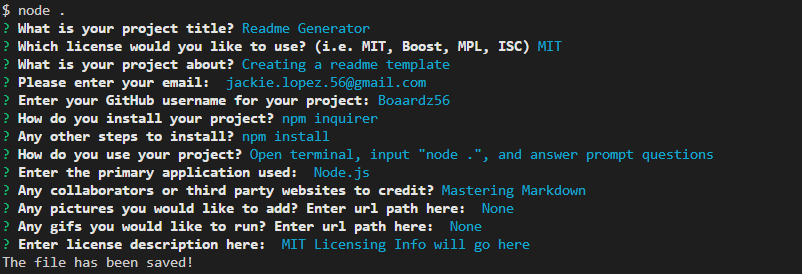 $ node .
? What is your project title? Readme Generator
? Which license would you like to use? (i.e. MIT, Boost, MPL, ISC) MIT
? What is your project about? Creating a readme template
? Please enter your email:  jackie.lopez.56@gmail.com
? Enter your GitHub username for your project: Boaardz56
? How do you install your project? npm inquirer
? Any other steps to install? npm install
? How do you use your project? Open terminal, input "node .", and answer prompt questions
? Enter the primary application used:  Node.js
? Any collaborators or third party websites to credit? Mastering Markdown
? Any pictures you would like to add? Enter url path here:  None
? Any gifs you would like to run? Enter url path here:  None
? Enter license description here:  MIT Licensing Info will go here
The file has been saved!